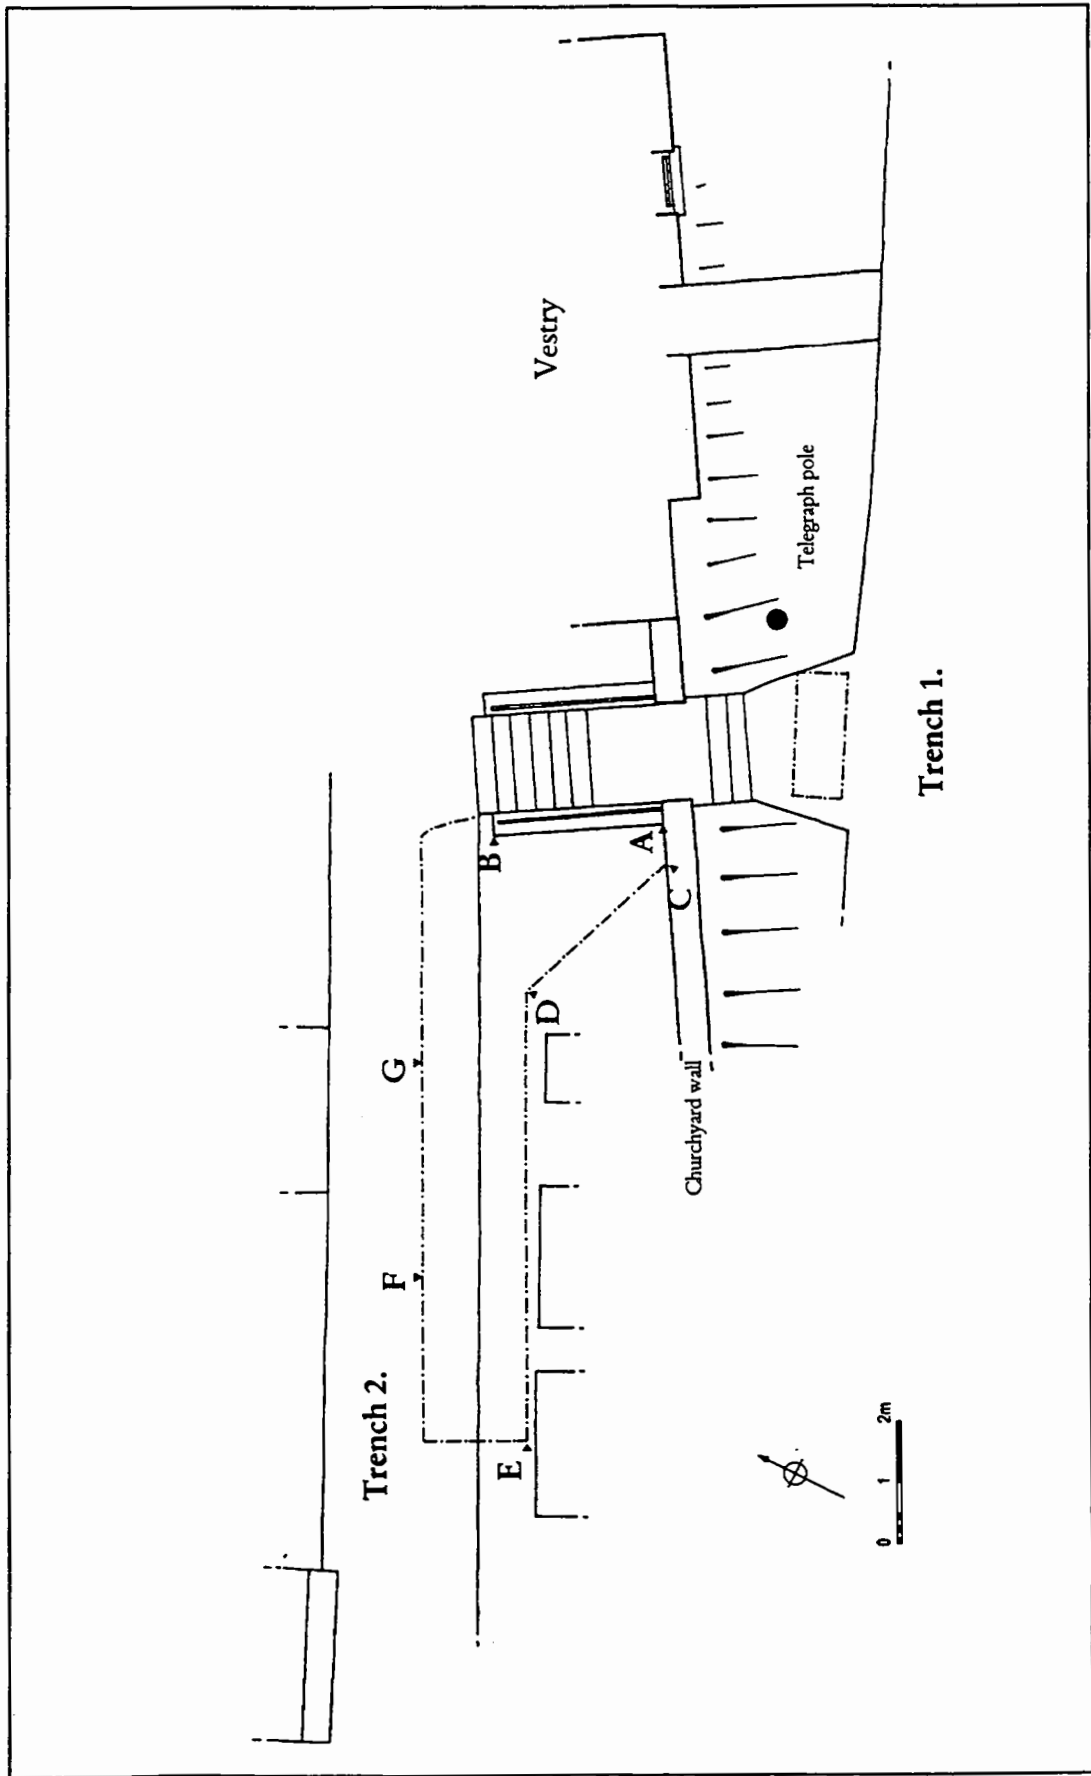 Vestry
Telegraph pole
Trench 1.
B
A
C
D
G
Churchyard wall
F
Trench 2.
E
0 1 2m